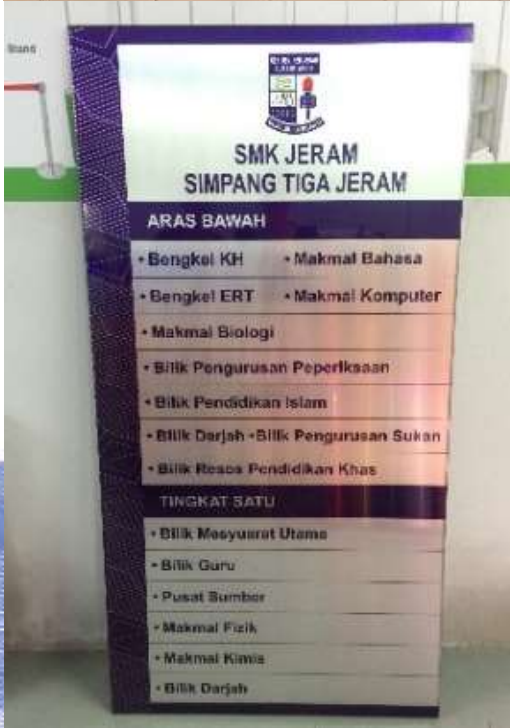 Stand
SMK JERAM
SIMPANG TIGA JERAM
ARAS BAWAH
• Bengkel KH • Makmal Bahasa
• Bengkel ERT • Makmal Komputer
• Makmal Biologi
• Bilik Pengurusan Peperiksaan
• Bilik Pendidikan Islam
• Bilik Darjah • Bilik Pengurusan Sukan
• Bilik Resos Pendidikan Khas
TINGKAT SATU
• Bilik Mesyuarat Utama
• Bilik Guru
• Pusat Sumber
• Makmal Fizik
• Makmal Kimia
• Bilik Darjah